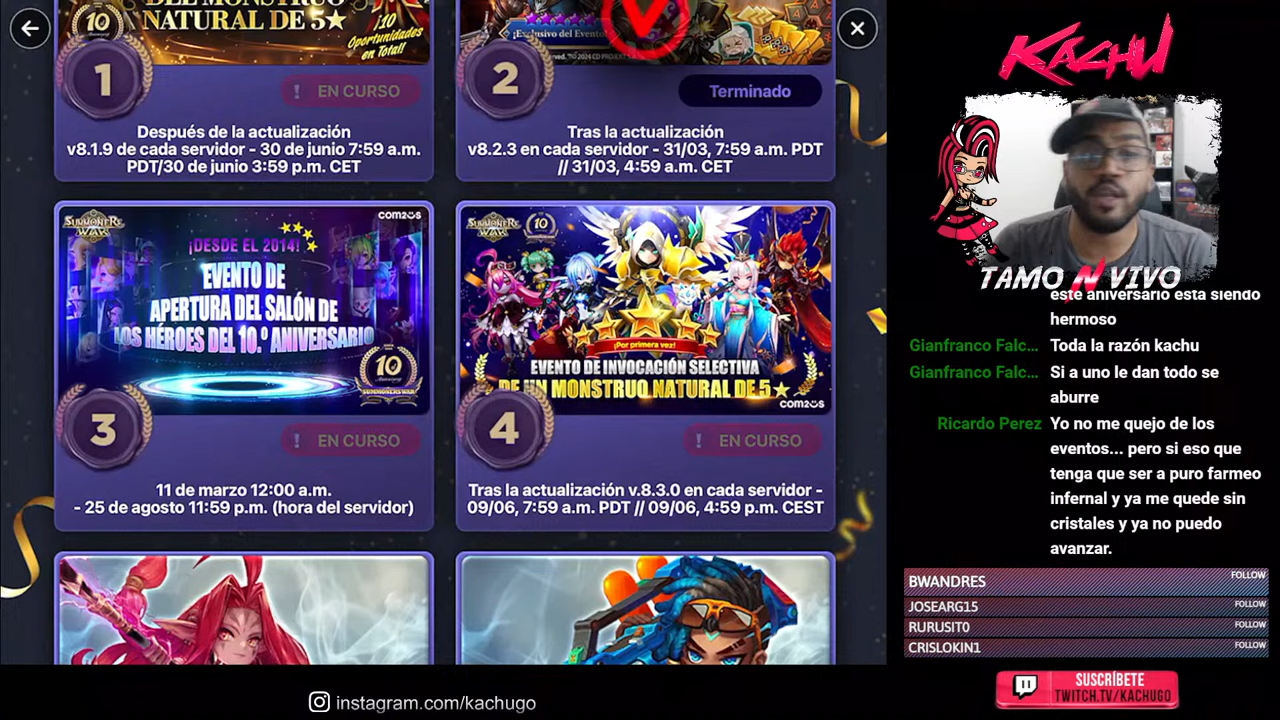 DEL MONSTRUO
NATURAL DE 5★
10
10
Oportunidades
en Total!
1
EN CURSO
Después de la actualización
v8.1.9 de cada servidor - 30 de junio 7:59 a.m.
PDT/30 de junio 3:59 p.m. CET
¡Exclusivo del Evento!
2
Terminado
Tras la actualización
v8.2.3 en cada servidor - 31/03, 7:59 a.m. PDT
// 31/03, 4:59 a.m. CET
SUMMONERS
WAR
COM2US
¡DESDE EL 2014!
EVENTO DE
APERTURA DEL SALÓN DE
LOS HÉROES DEL 10.º ANIVERSARIO
10
SUMMONERS WAR
3
EN CURSO
11 de marzo 12:00 a.m.
- 25 de agosto 11:59 p.m. (hora del servidor)
SUMMONERS
WAR
10
¡Por primera vez!
EVENTO DE INVOCACIÓN SELECTIVA
DE UN MONSTRUO NATURAL DE 5★
COM2US
4
EN CURSO
Tras la actualización v.8.3.0 en cada servidor -
09/06, 7:59 a.m. PDT // 09/06, 4:59 p.m. CEST
instagram.com/kachugo
KACHU
TAMO N VIVO
este aniversario esta siendo
hermoso
Gianfranco Falc... Toda la razón kachu
Gianfranco Falc... Si a uno le dan todo se
aburre
Ricardo Perez Yo no me quejo de los
eventos... pero si eso que
tenga que ser a puro farmeo
infernal y ya me quede sin
cristales y ya no puedo
avanzar.
BWANDRES FOLLOW
JOSEARG15 FOLLOW
RURUSIT0 FOLLOW
CRISLOKIN1 FOLLOW
SUSCRÍBETE
TWITCH.TV/KACHUGO